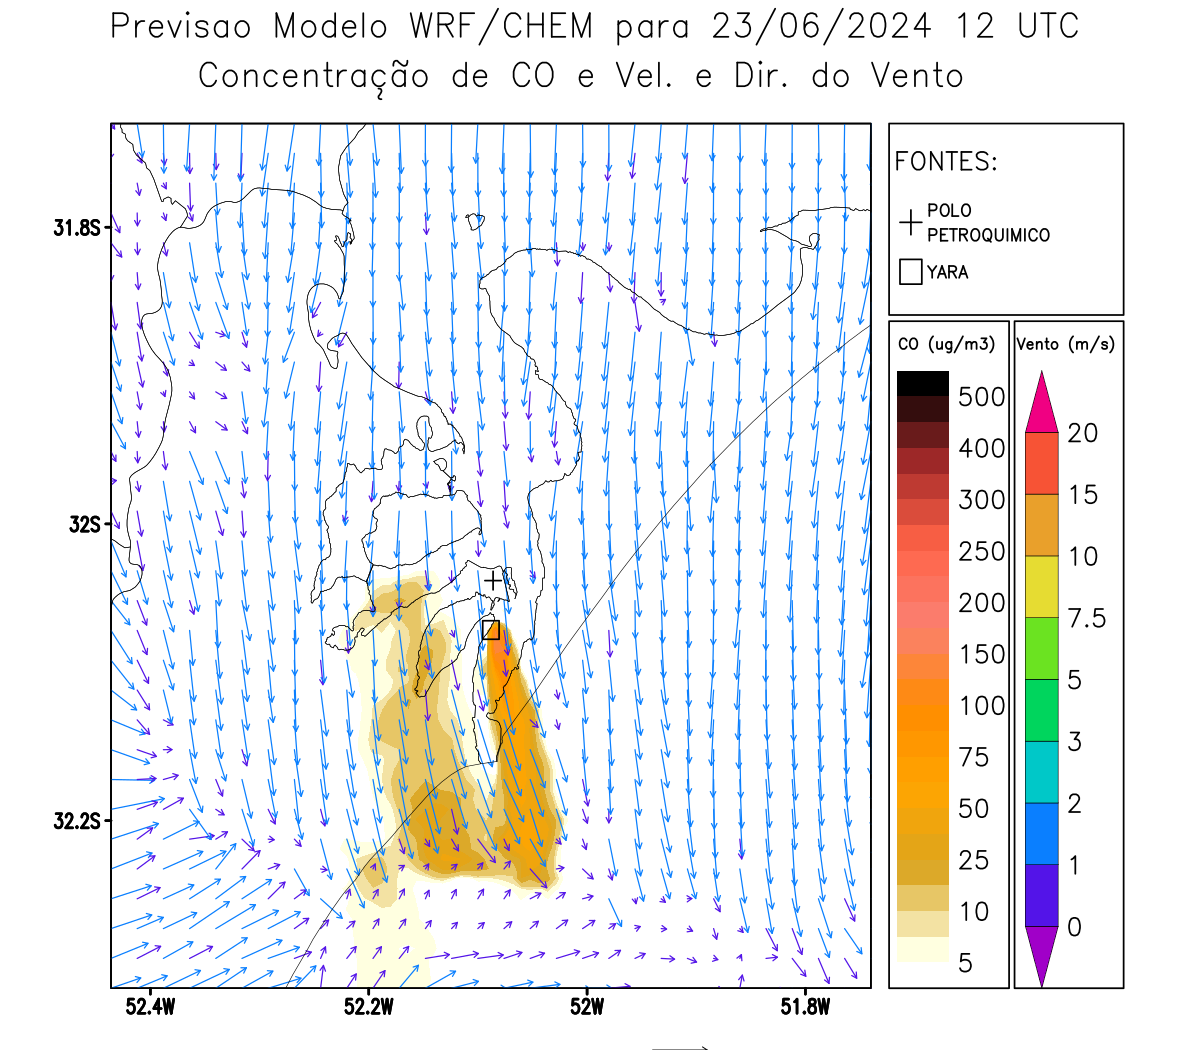 Previsao Modelo WRF/CHEM para 23/06/2024 12 UTC
Concentração de CO e Vel. e Dir. do Vento
FONTES:
POLO
PETROQUIMICO
YARA
CO (ug/m3)
500
400
300
250
200
150
100
75
50
25
10
5
Vento (m/s)
20
15
10
7.5
5
3
2
1
0
31.8S
32S
32.2S
52.4W
52.2W
52W
51.8W